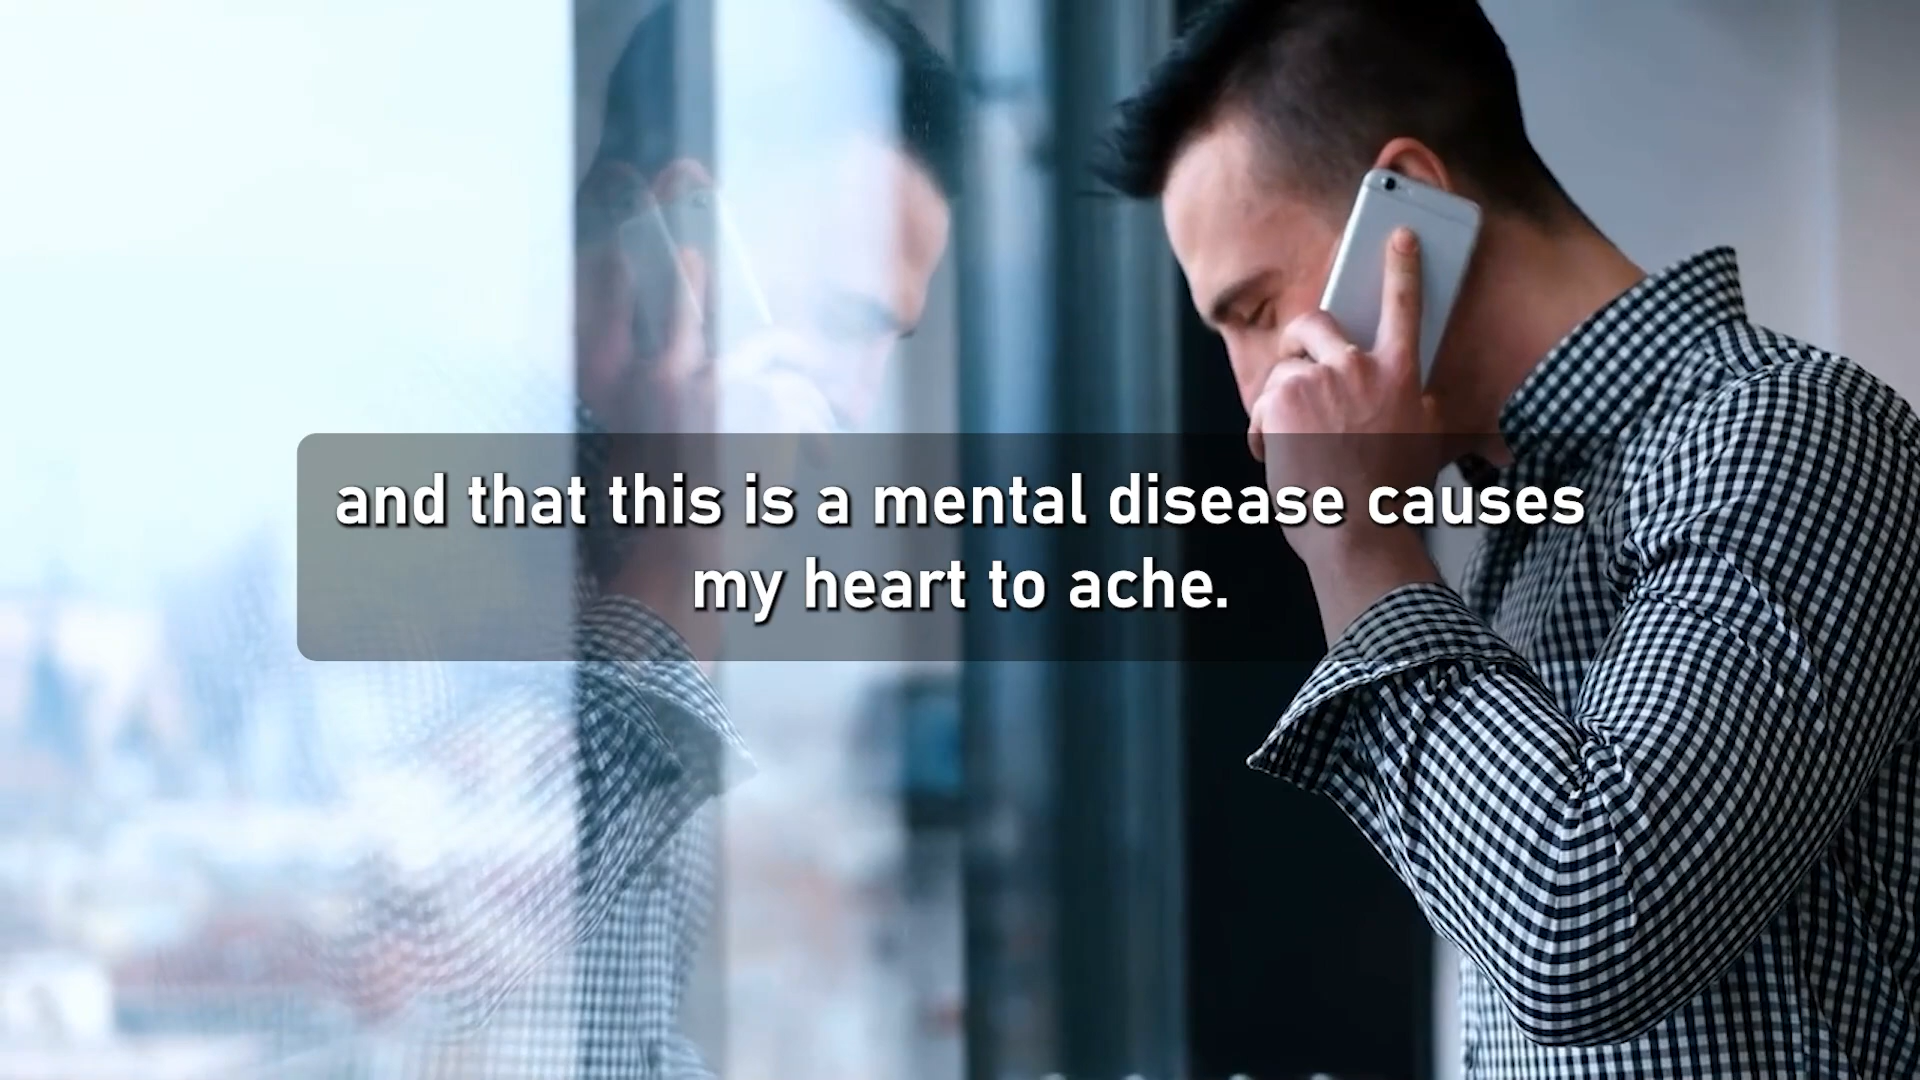 and that this is a mental disease causes
my heart to ache.